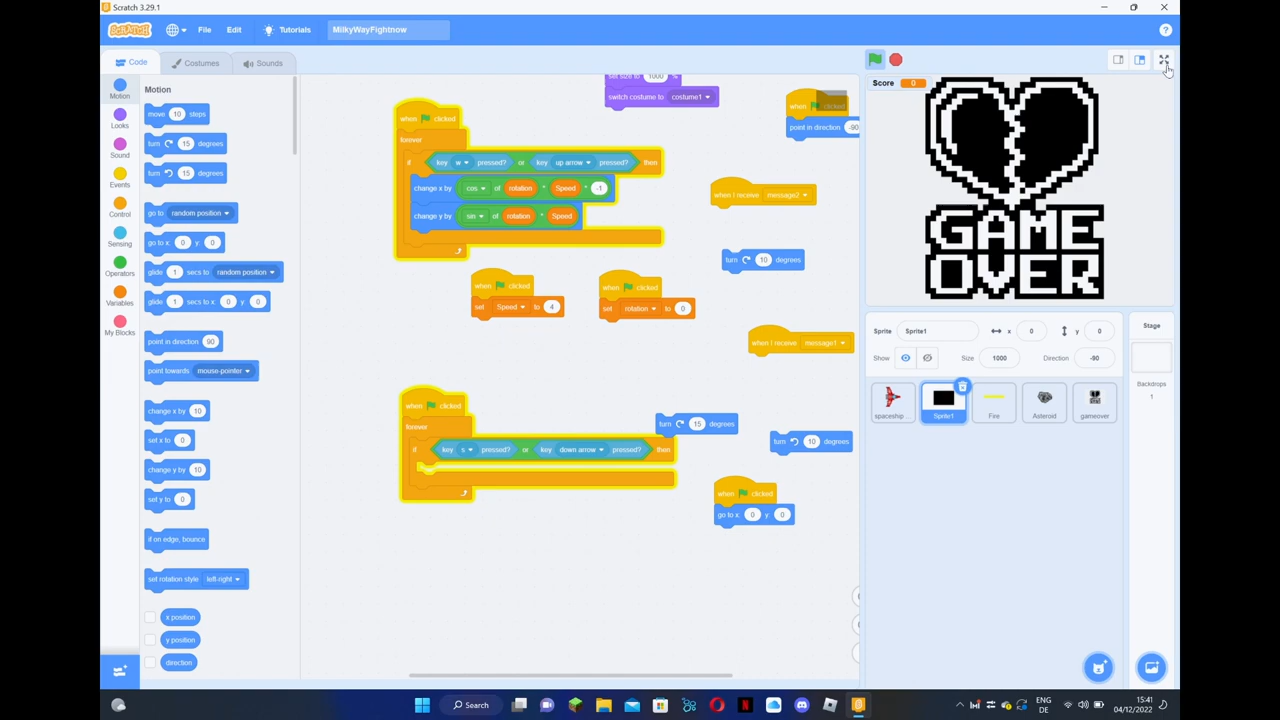 Scratch 3.29.1
SCRATCH File Edit Tutorials MilkyWayFightnow
Code Costumes Sounds
Motion
Looks
Sound
Events
Control
Sensing
Operators
Variables
My Blocks
Motion
move 10 steps
turn 15 degrees
turn 15 degrees
go to random position
go to x: 0 y: 0
glide 1 secs to random position
glide 1 secs to x: 0 y: 0
point in direction 90
point towards mouse-pointer
change x by 10
set x to 0
change y by 10
set y to 0
if on edge, bounce
set rotation style left-right
x position
y position
direction
set size to 1000 %
switch costume to costume1
when clicked
point in direction -90
when clicked
forever
if key w pressed? or key up arrow pressed? then
change x by cos of rotation * Speed * -1
change y by sin of rotation * Speed
when I receive message2
turn 10 degrees
when clicked
set Speed to 4
when clicked
set rotation to 0
when I receive message1
when clicked
forever
if key s pressed? or key down arrow pressed? then
turn 15 degrees
turn 10 degrees
when clicked
go to x: 0 y: 0
Score 0
GAME
OVER
Sprite Sprite1 x 0 y 0
Show Size 1000 Direction -90
spaceship... Sprite1 Fire Asteroid gameover
Stage
Backdrops
1
Search
ENG
DE
15:41
04/12/2022